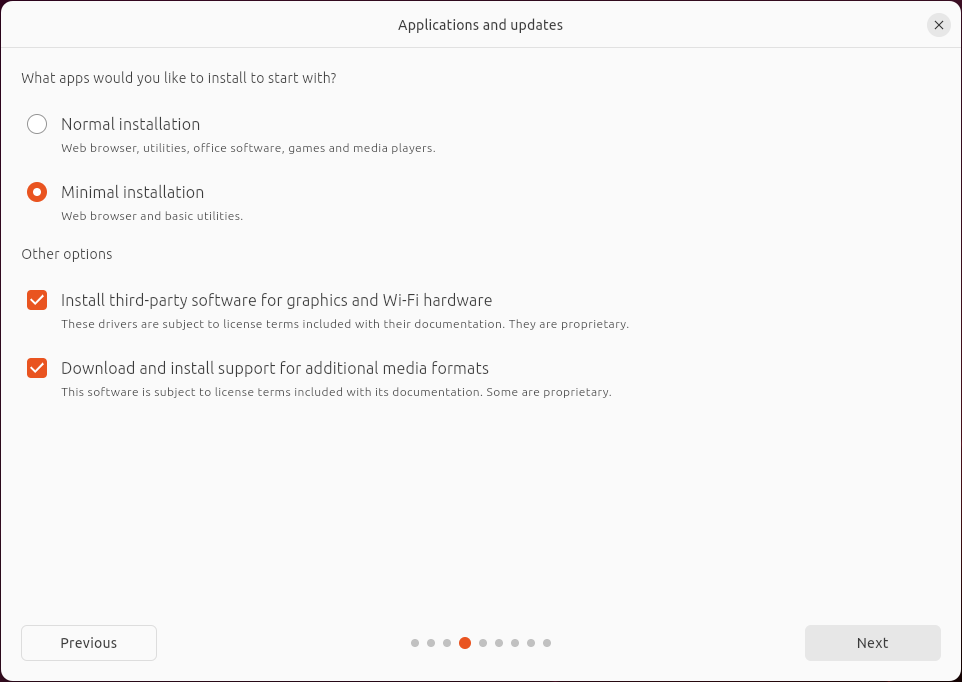 Applications and updates
What apps would you like to install to start with?
Normal installation
Web browser, utilities, office software, games and media players.
Minimal installation
Web browser and basic utilities.
Other options
Install third-party software for graphics and Wi-Fi hardware
These drivers are subject to license terms included with their documentation. They are proprietary.
Download and install support for additional media formats
This software is subject to license terms included with its documentation. Some are proprietary.
Previous
Next